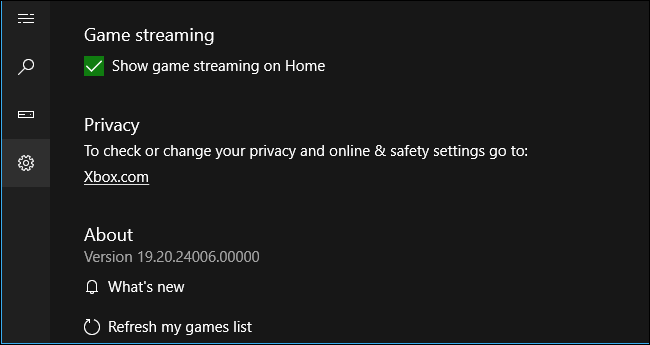 Game streaming
Show game streaming on Home
Privacy
To check or change your privacy and online & safety settings go to:
Xbox.com
About
Version 19.20.24006.00000
What's new
Refresh my games list